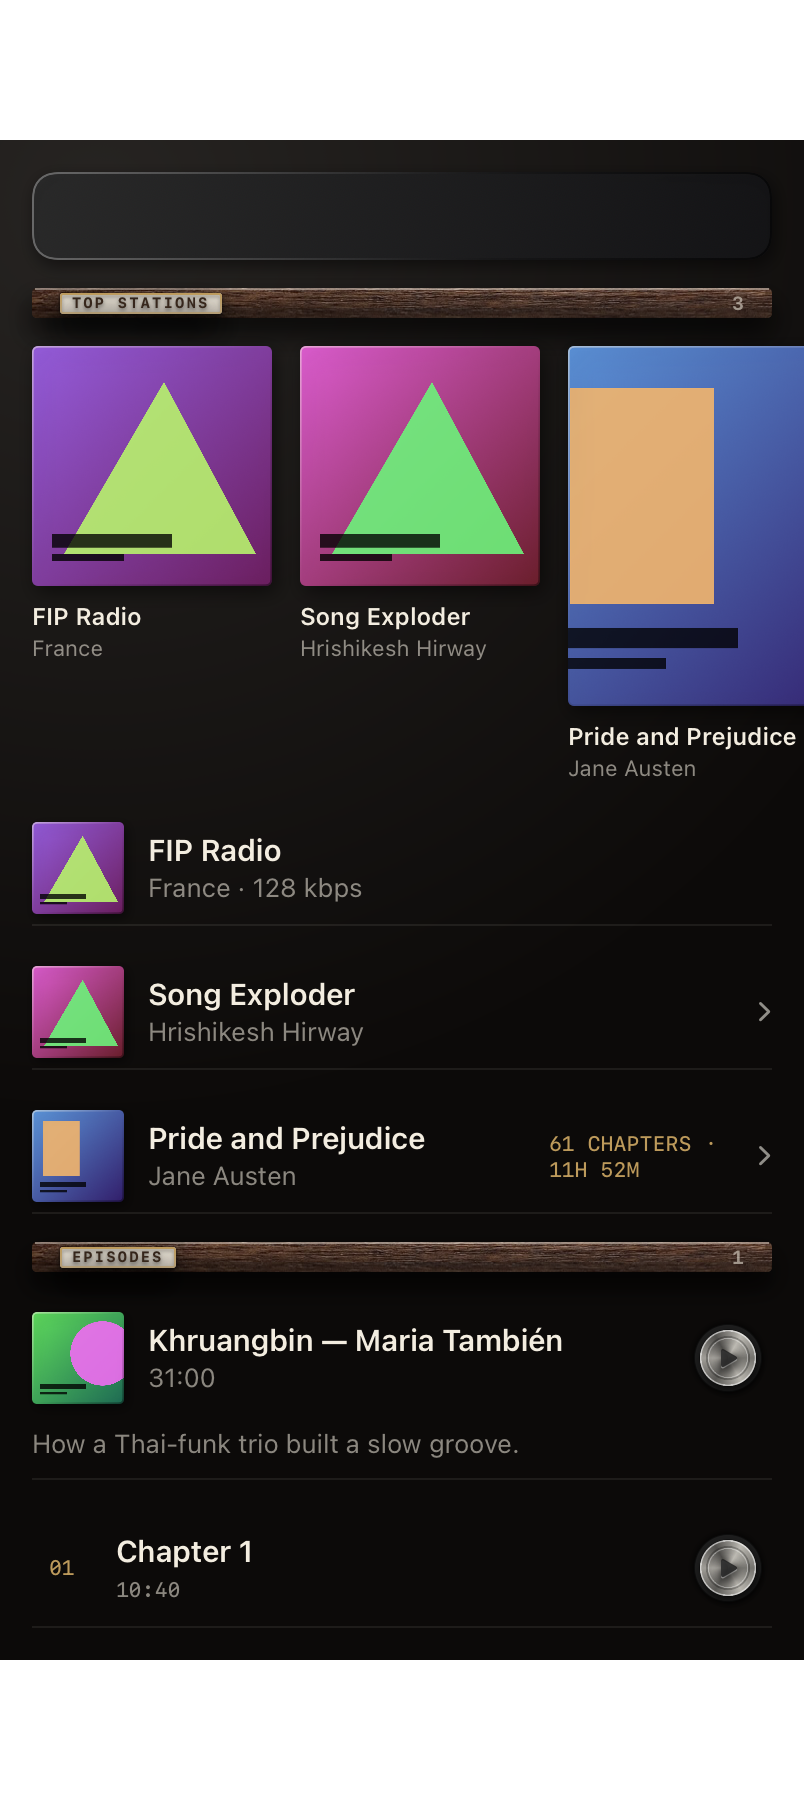 TOP STATIONS
3
FIP Radio
France
Song Exploder
Hrishikesh Hirway
Pride and Prejudice
Jane Austen
FIP Radio
France · 128 kbps
Song Exploder
Hrishikesh Hirway
Pride and Prejudice
Jane Austen
61 CHAPTERS ·
11H 52M
EPISODES
1
Khruangbin — Maria También
31:00
How a Thai-funk trio built a slow groove.
01
Chapter 1
10:40